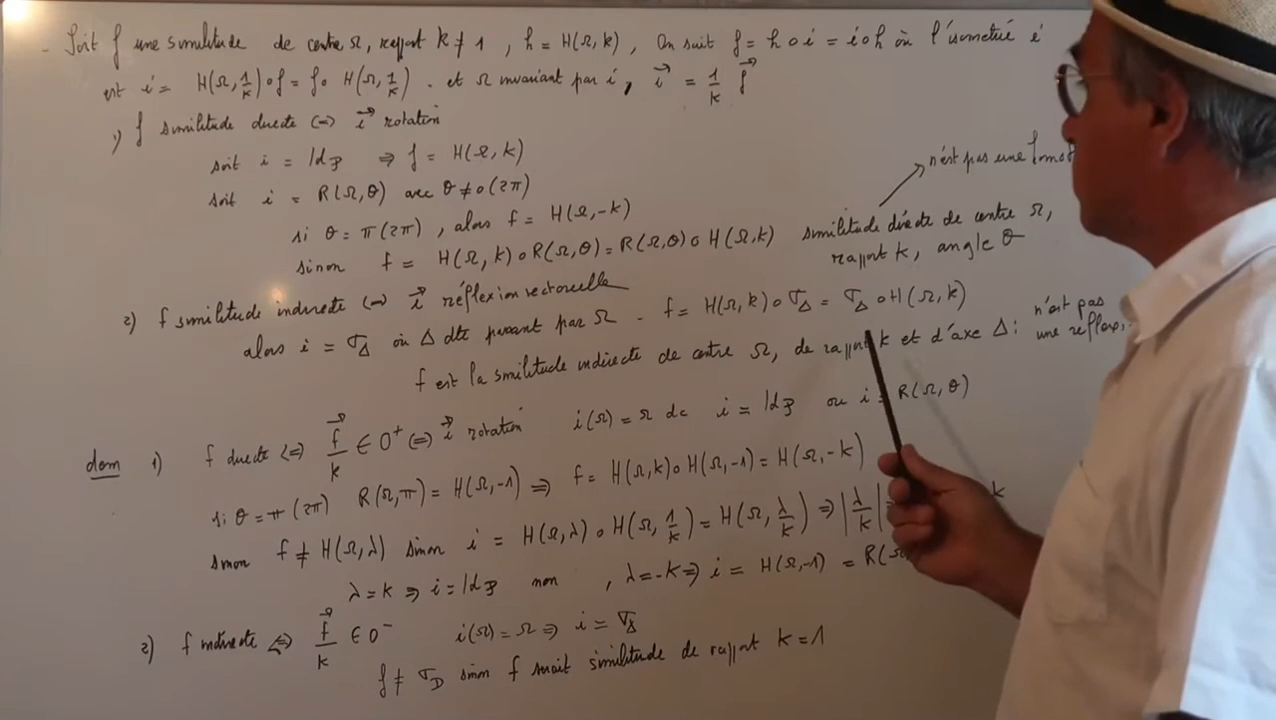 - Soit f une similitude de centre Ω, rapport k ≠ 1, h = H(Ω, k), On sait f = h o i = i o h où l'isométrie i
est i = H(Ω, 1/k) o f = f o H(Ω, 1/k). et Ω invariant par i, i⃗ = 1/k f⃗
1) f similitude directe ⟺ i⃗ rotation
soit i = Id_P ⇒ f = H(Ω, k)
soit i = R(Ω, θ) avec θ ≠ 0 (2π)
n'est pas une
si θ = π (2π), alors f = H(Ω, -k)
sinon f = H(Ω, k) o R(Ω, θ) = R(Ω, θ) o H(Ω, k) similitude directe de centre Ω,
rapport k, angle θ
2) f similitude indirecte ⟺ i⃗ réflexion vectorielle
alors i = σ_Δ où Δ dte passant par Ω. f = H(Ω, k) o σ_Δ = σ_Δ o H(Ω, k)
f est la similitude indirecte de centre Ω, de rapport k et d'axe Δ : n'est pas
une
dem 1) f directe ⟺ f⃗/k ∈ O⁺ ⟺ i⃗ rotation i(Ω) = Ω dc i = Id_P ou i = R(Ω, θ)
si θ = π (2π) R(Ω, π) = H(Ω, -1) ⇒ f = H(Ω, k) o H(Ω, -1) = H(Ω, -k)
sinon f ≠ H(Ω, λ) sinon i = H(Ω, λ) o H(Ω, 1/k) = H(Ω, λ/k) ⇒ |λ/k| k
λ = k ⇒ i = Id_P non, λ = -k ⇒ i = H(Ω, -1) = R(Ω
2) f indirecte ⟺ f⃗/k ∈ O⁻ i(Ω) = Ω ⇒ i = σ_Δ
f ≠ σ_D sinon f serait similitude de rapport k = 1